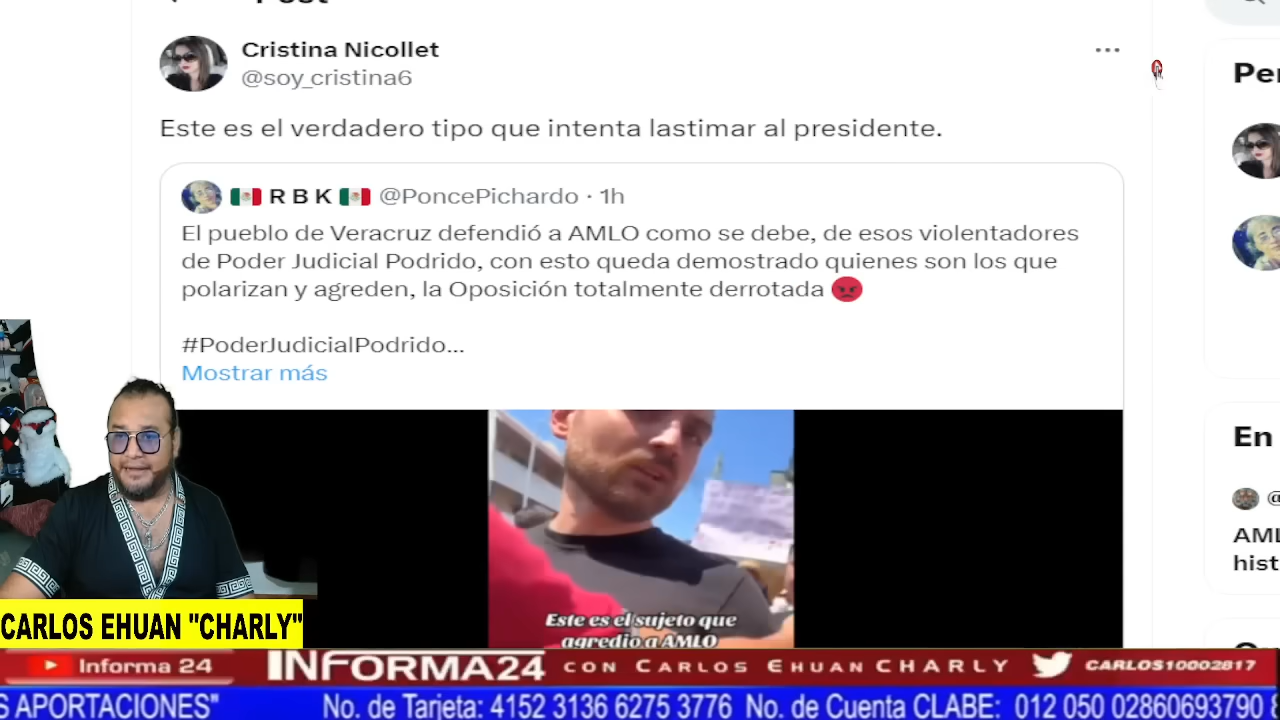 Post
Cristina Nicollet
@soy_cristina6
Este es el verdadero tipo que intenta lastimar al presidente.
R B K @PoncePichardo · 1h
El pueblo de Veracruz defendió a AMLO como se debe, de esos violentadores
de Poder Judicial Podrido, con esto queda demostrado quienes son los que
polarizan y agreden, la Oposición totalmente derrotada
#PoderJudicialPodrido...
Mostrar más
Este es el sujeto que
agredio a AMLO
En
AML
hist
CARLOS EHUAN "CHARLY"
Informa 24
INFORMA24 CON CARLOS EHUAN CHARLY
CARLOS10002817
S APORTACIONES" No. de Tarjeta: 4152 3136 6275 3776 No. de Cuenta CLABE: 012 050 02860693790